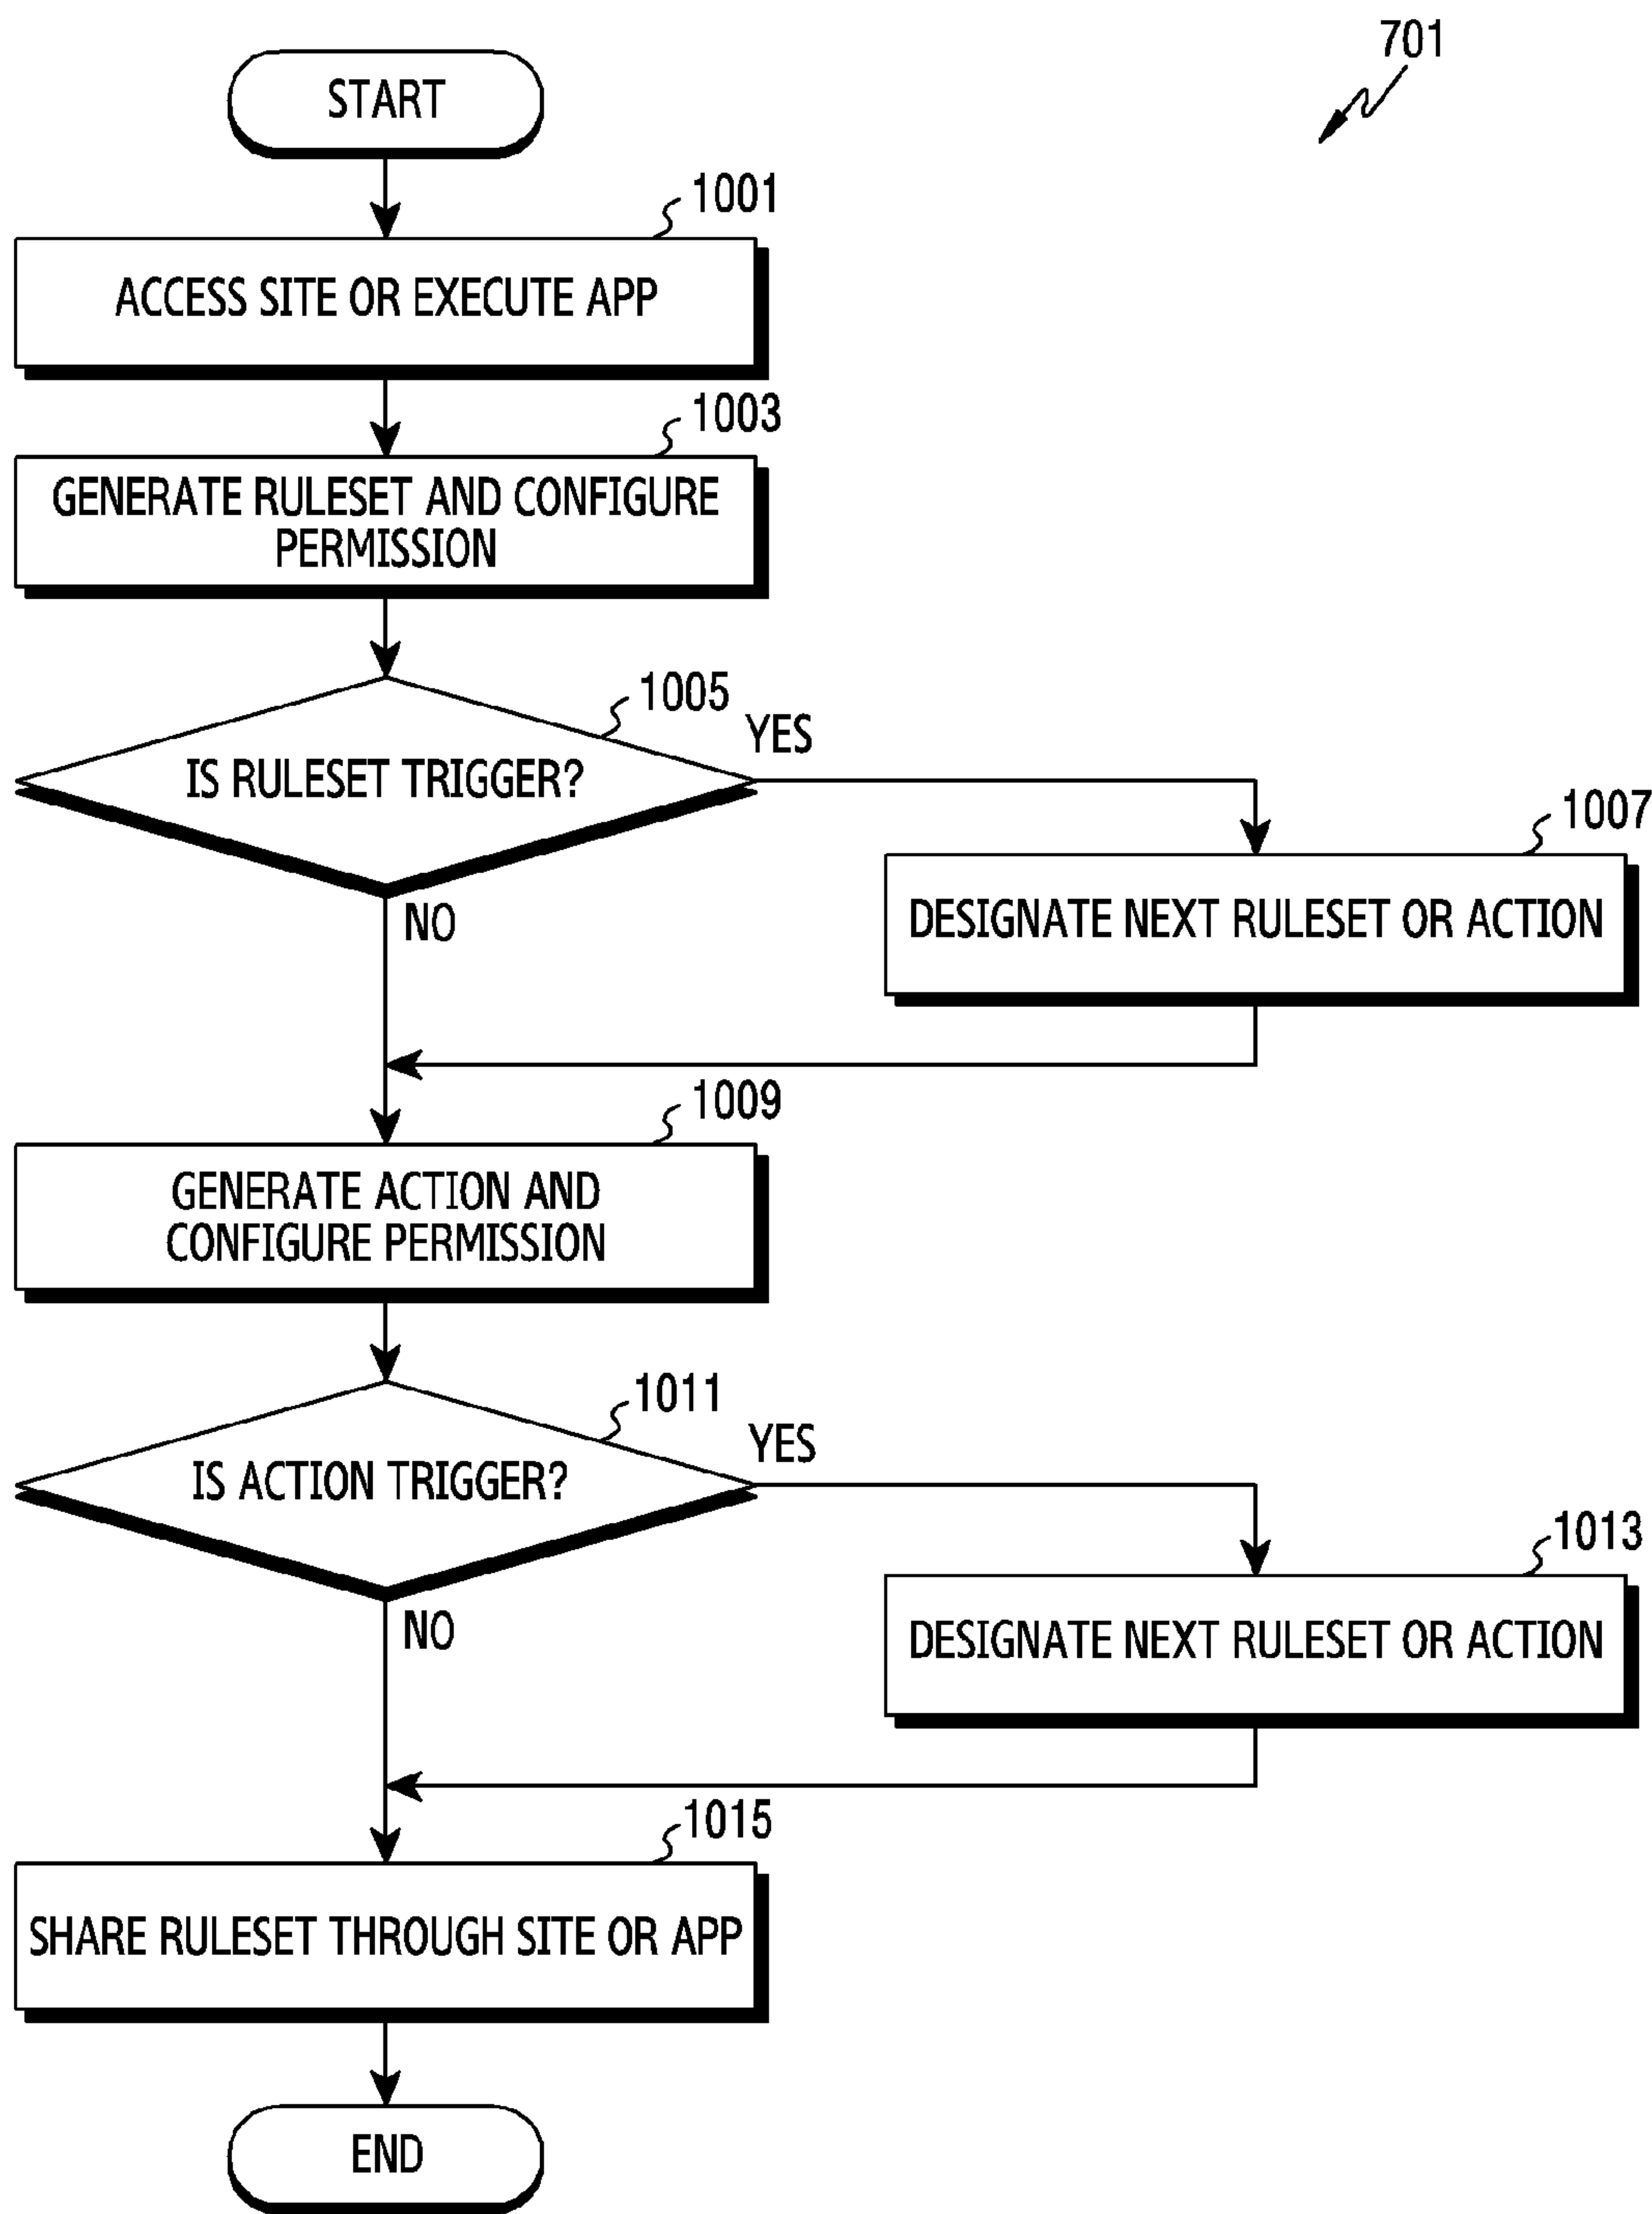 701
START
1001
ACCESS SITE OR EXECUTE APP
1003
GENERATE RULESET AND CONFIGURE
PERMISSION
1005
IS RULESET TRIGGER?
YES
NO
1007
DESIGNATE NEXT RULESET OR ACTION
1009
GENERATE ACTION AND
CONFIGURE PERMISSION
1011
IS ACTION TRIGGER?
YES
NO
1013
DESIGNATE NEXT RULESET OR ACTION
1015
SHARE RULESET THROUGH SITE OR APP
END